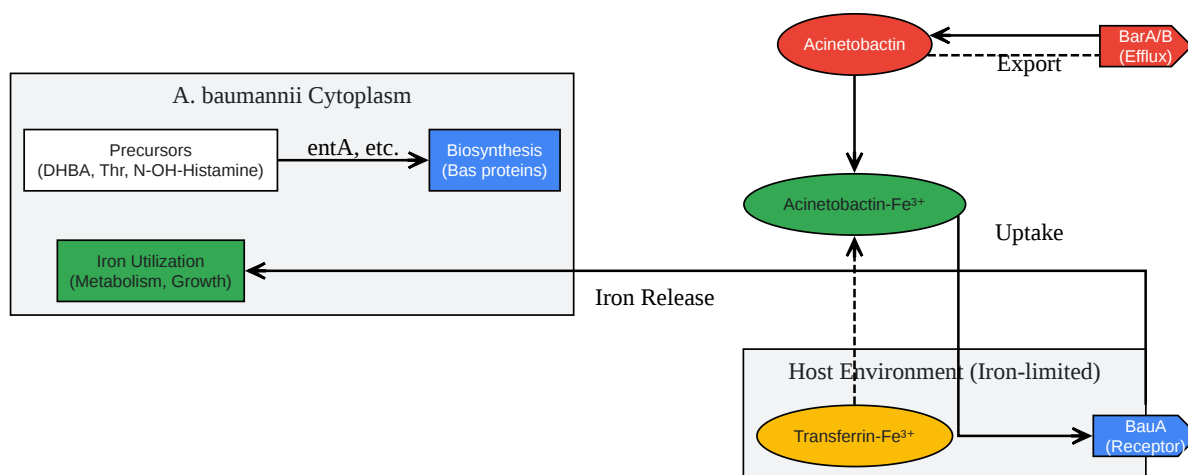 Acinetobactin
BarA/B
(Efflux)
Export
A. baumannii Cytoplasm
Precursors
(DHBA, Thr, N-OH-Histamine)
entA, etc.
Biosynthesis
(Bas proteins)
Acinetobactin-Fe³⁺
Uptake
Iron Utilization
(Metabolism, Growth)
Iron Release
Host Environment (Iron-limited)
Transferrin-Fe³⁺
BauA
(Receptor)